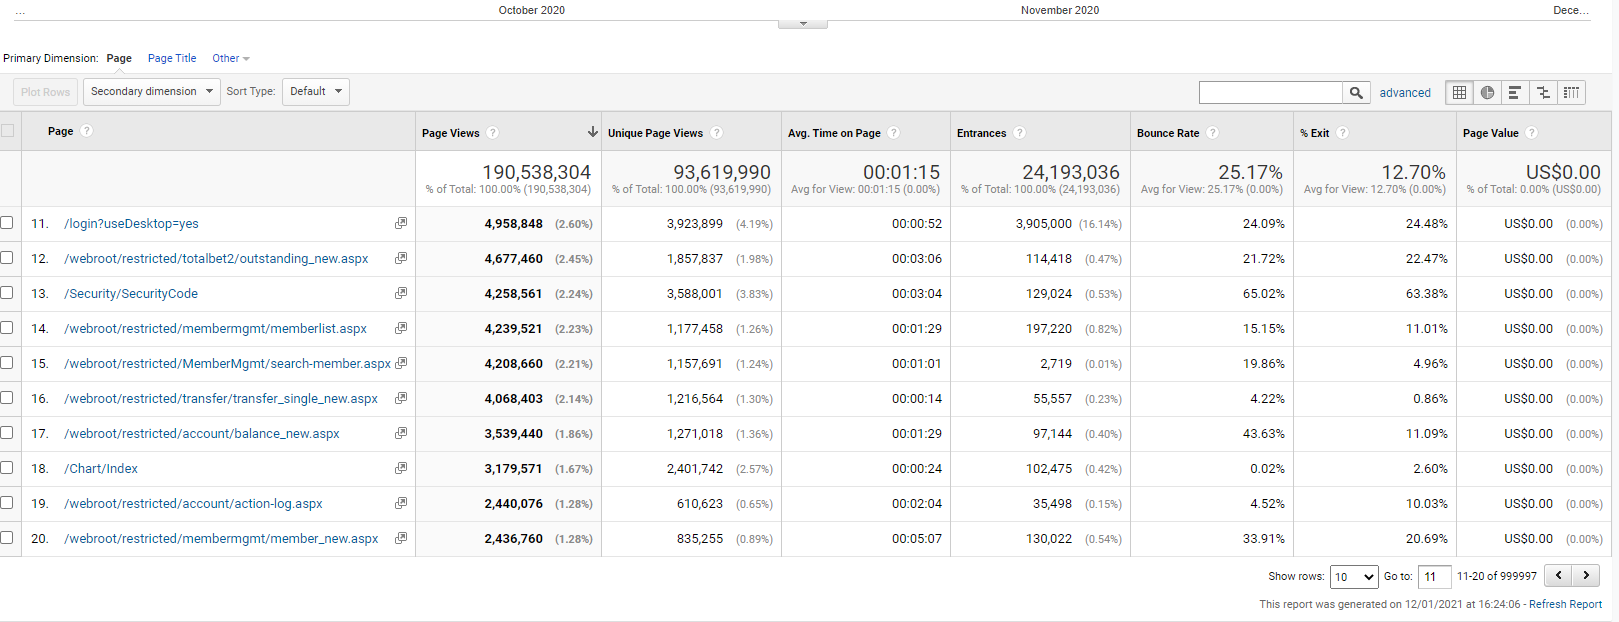 ... October 2020 November 2020 Dece...
Primary Dimension: Page Page Title Other
Plot Rows Secondary dimension Sort Type: Default advanced
Page ? Page Views ? Unique Page Views ? Avg. Time on Page ? Entrances ? Bounce Rate ? % Exit ? Page Value ?
190,538,304 93,619,990 00:01:15 24,193,036 25.17% 12.70% US$0.00
% of Total: 100.00% (190,538,304) % of Total: 100.00% (93,619,990) Avg for View: 00:01:15 (0.00%) % of Total: 100.00% (24,193,036) Avg for View: 25.17% (0.00%) Avg for View: 12.70% (0.00%) % of Total: 0.00% (US$0.00)
11. /login?useDesktop=yes 4,958,848 (2.60%) 3,923,899 (4.19%) 00:00:52 3,905,000 (16.14%) 24.09% 24.48% US$0.00 (0.00%)
12. /webroot/restricted/totalbet2/outstanding_new.aspx 4,677,460 (2.45%) 1,857,837 (1.98%) 00:03:06 114,418 (0.47%) 21.72% 22.47% US$0.00 (0.00%)
13. /Security/SecurityCode 4,258,561 (2.24%) 3,588,001 (3.83%) 00:03:04 129,024 (0.53%) 65.02% 63.38% US$0.00 (0.00%)
14. /webroot/restricted/membermgmt/memberlist.aspx 4,239,521 (2.23%) 1,177,458 (1.26%) 00:01:29 197,220 (0.82%) 15.15% 11.01% US$0.00 (0.00%)
15. /webroot/restricted/MemberMgmt/search-member.aspx 4,208,660 (2.21%) 1,157,691 (1.24%) 00:01:01 2,719 (0.01%) 19.86% 4.96% US$0.00 (0.00%)
16. /webroot/restricted/transfer/transfer_single_new.aspx 4,068,403 (2.14%) 1,216,564 (1.30%) 00:00:14 55,557 (0.23%) 4.22% 0.86% US$0.00 (0.00%)
17. /webroot/restricted/account/balance_new.aspx 3,539,440 (1.86%) 1,271,018 (1.36%) 00:01:29 97,144 (0.40%) 43.63% 11.09% US$0.00 (0.00%)
18. /Chart/Index 3,179,571 (1.67%) 2,401,742 (2.57%) 00:00:24 102,475 (0.42%) 0.02% 2.60% US$0.00 (0.00%)
19. /webroot/restricted/account/action-log.aspx 2,440,076 (1.28%) 610,623 (0.65%) 00:02:04 35,498 (0.15%) 4.52% 10.03% US$0.00 (0.00%)
20. /webroot/restricted/membermgmt/member_new.aspx 2,436,760 (1.28%) 835,255 (0.89%) 00:05:07 130,022 (0.54%) 33.91% 20.69% US$0.00 (0.00%)
Show rows: 10 Go to: 11 11-20 of 999997
This report was generated on 12/01/2021 at 16:24:06 - Refresh Report